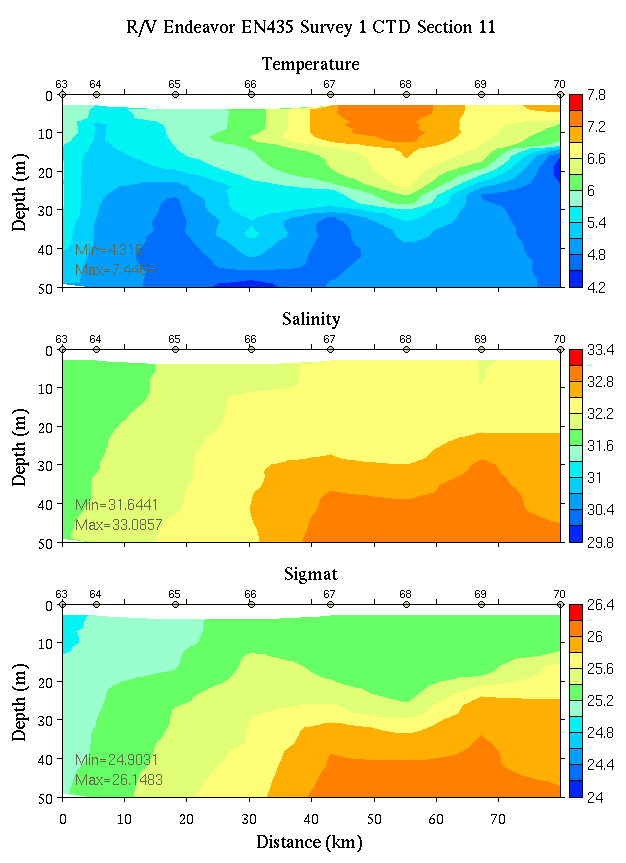 R/V Endeavor EN435 Survey 1 CTD Section 11
Temperature
63 64 65 66 67 68 69 70
0
10
20
30
40
50
Depth (m)
Min=4.316
Max=7.446
7.8
7.2
6.6
6
5.4
4.8
4.2
Salinity
63 64 65 66 67 68 69 70
0
10
20
30
40
50
Depth (m)
Min=31.6441
Max=33.0857
33.4
32.8
32.2
31.6
31
30.4
29.8
Sigmat
63 64 65 66 67 68 69 70
0
10
20
30
40
50
Depth (m)
Min=24.9031
Max=26.1483
26.4
26
25.6
25.2
24.8
24.4
24
0 10 20 30 40 50 60 70
Distance (km)